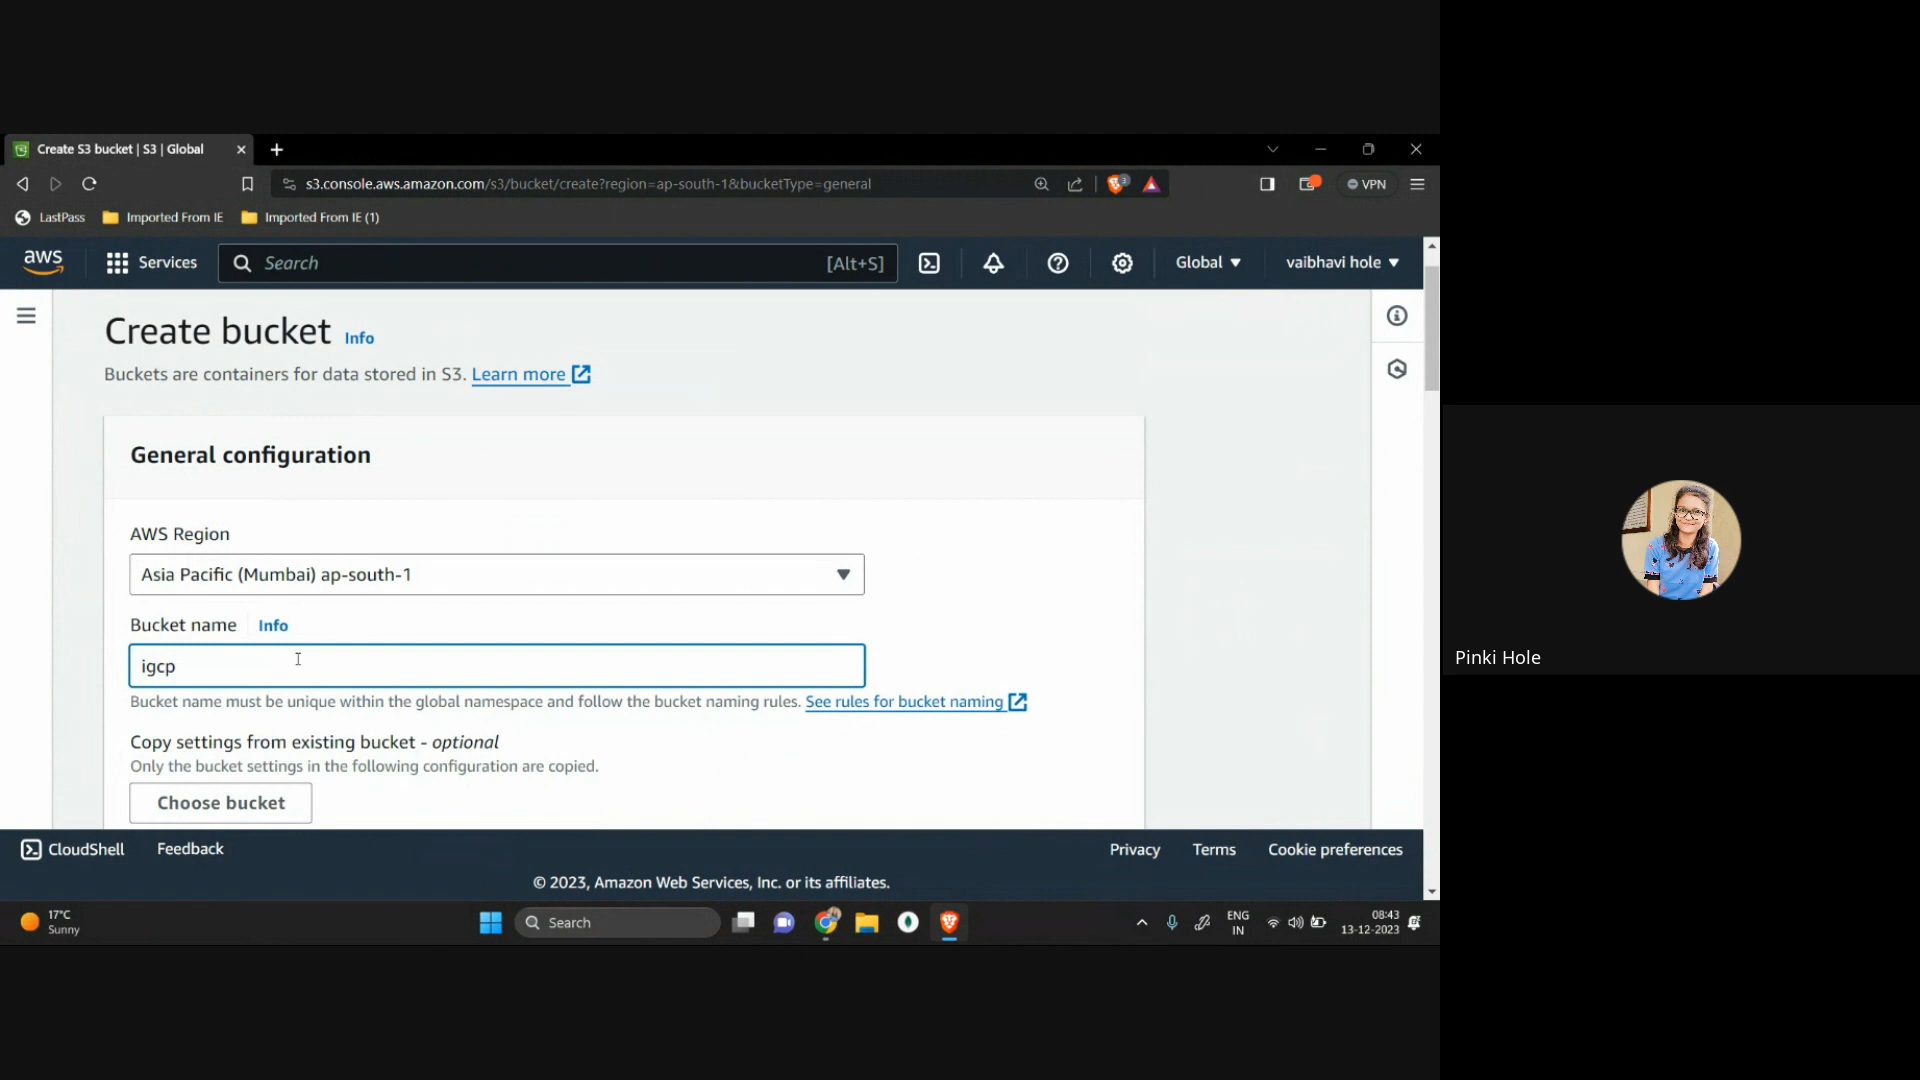 Create S3 bucket | S3 | Global
s3.console.aws.amazon.com/s3/bucket/create?region=ap-south-1&bucketType=general
VPN
LastPass
Imported From IE
Imported From IE (1)
aws
Services
Search
[Alt+S]
Global
vaibhavi hole
Create bucket Info
Buckets are containers for data stored in S3. Learn more
General configuration
AWS Region
Asia Pacific (Mumbai) ap-south-1
Bucket name Info
igcp
Bucket name must be unique within the global namespace and follow the bucket naming rules. See rules for bucket naming
Copy settings from existing bucket - optional
Only the bucket settings in the following configuration are copied.
Choose bucket
CloudShell
Feedback
Privacy
Terms
Cookie preferences
© 2023, Amazon Web Services, Inc. or its affiliates.
17°C
Sunny
Search
ENG
IN
08:43
13-12-2023
Pinki Hole